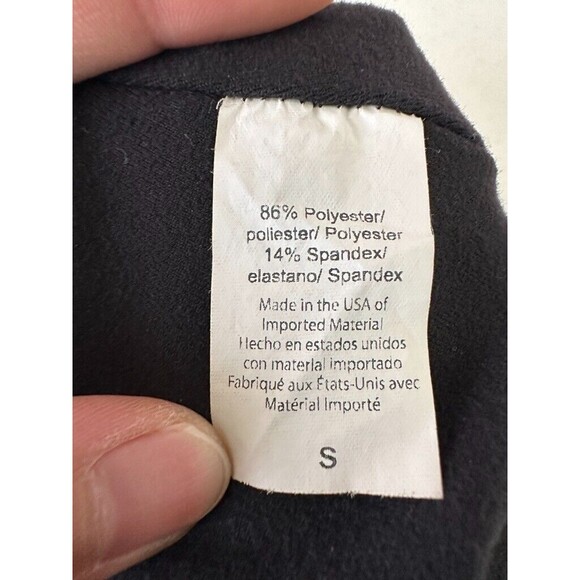 86% Polyester/
poliester/ Polyester
14% Spandex/
elastano/ Spandex
Made in the USA of
Imported Material
Hecho en estados unidos
con material importado
Fabriqué aux États-Unis avec
Matérial Importé
S